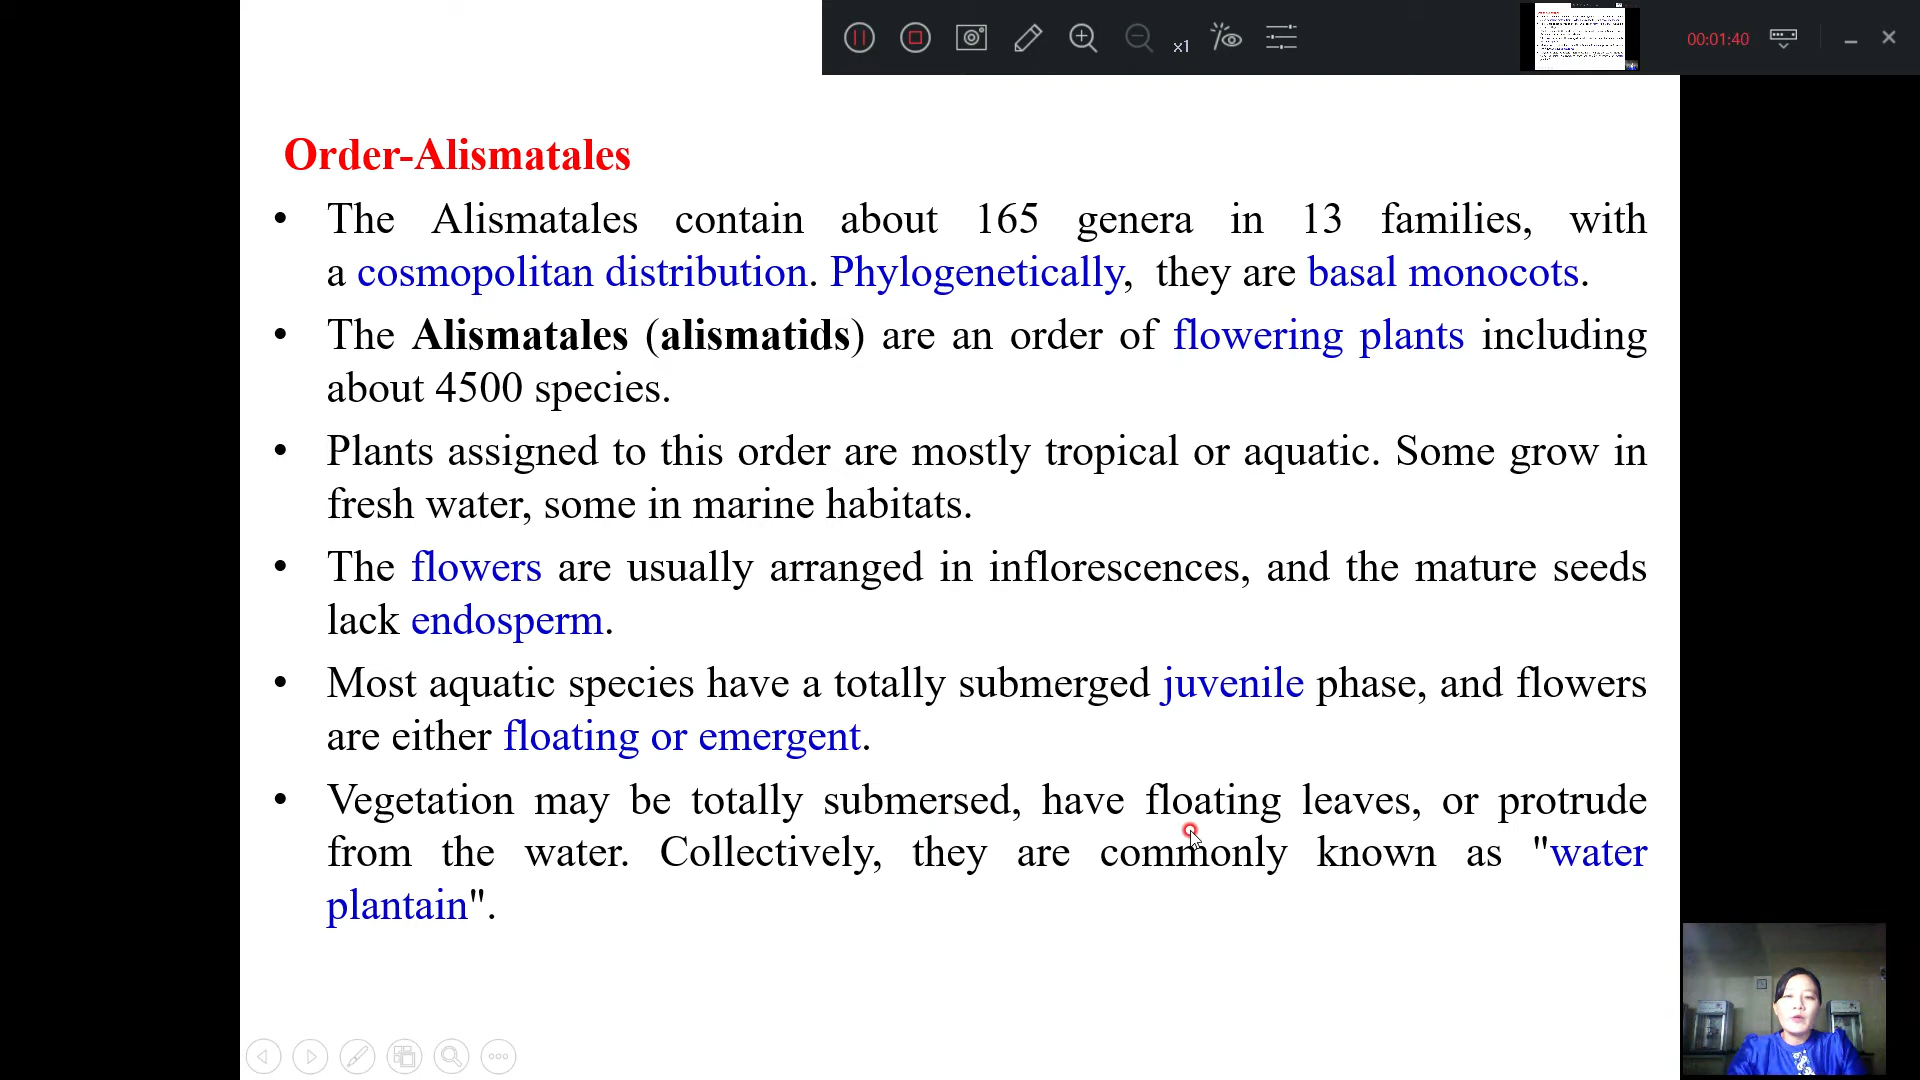 x1
00:01:40
Order-Alismatales
• The Alismatales contain about 165 genera in 13 families, with
a cosmopolitan distribution. Phylogenetically, they are basal monocots.
• The Alismatales (alismatids) are an order of flowering plants including
about 4500 species.
• Plants assigned to this order are mostly tropical or aquatic. Some grow in
fresh water, some in marine habitats.
• The flowers are usually arranged in inflorescences, and the mature seeds
lack endosperm.
• Most aquatic species have a totally submerged juvenile phase, and flowers
are either floating or emergent.
• Vegetation may be totally submersed, have floating leaves, or protrude
from the water. Collectively, they are commonly known as "water
plantain".